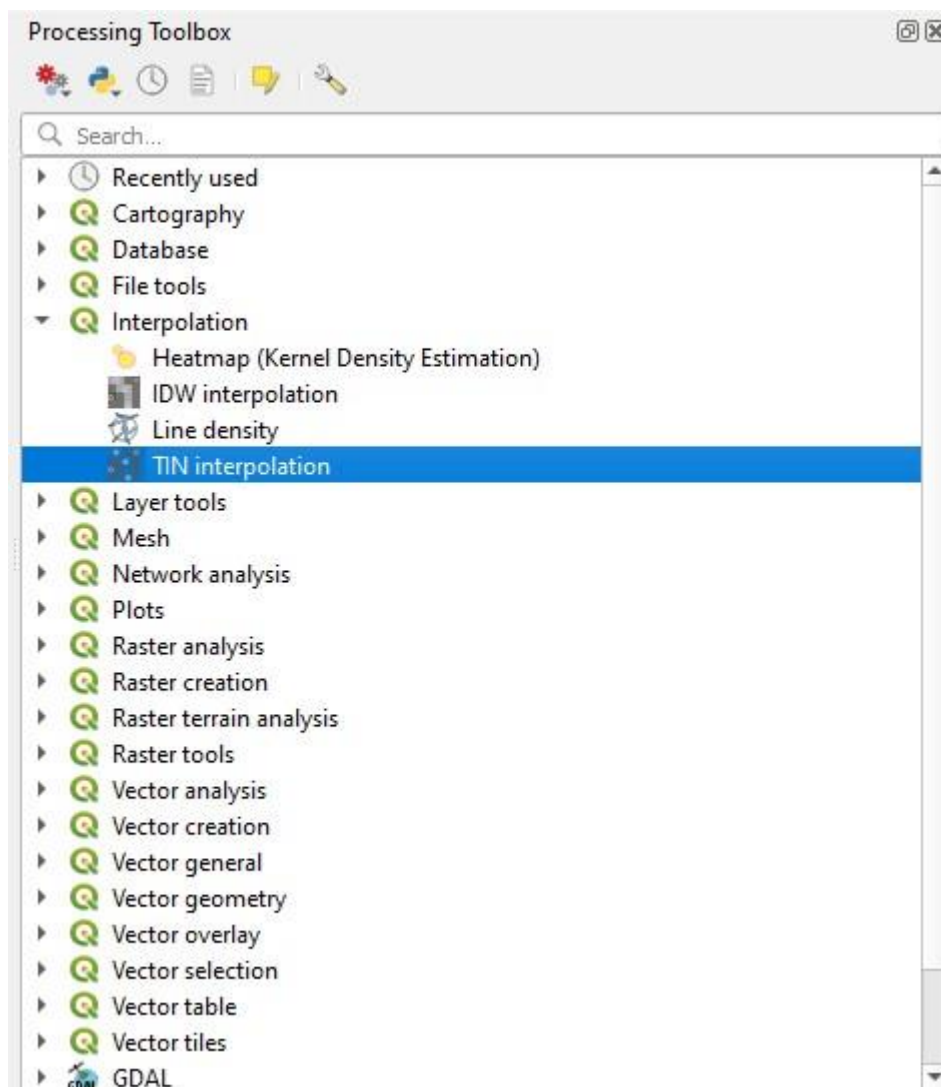 Processing Toolbox
Search...
Recently used
Cartography
Database
File tools
Interpolation
Heatmap (Kernel Density Estimation)
IDW interpolation
Line density
TIN interpolation
Layer tools
Mesh
Network analysis
Plots
Raster analysis
Raster creation
Raster terrain analysis
Raster tools
Vector analysis
Vector creation
Vector general
Vector geometry
Vector overlay
Vector selection
Vector table
Vector tiles
GDAL